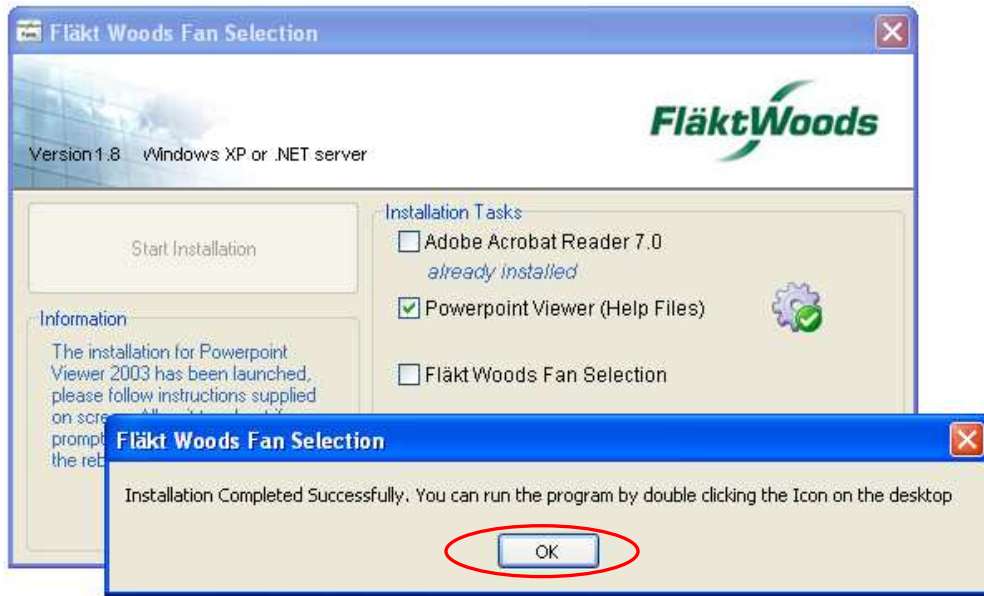 Fläkt Woods Fan Selection
FläktWoods
Version 1.8 Windows XP or .NET server
Start Installation
Installation Tasks
Adobe Acrobat Reader 7.0
already installed
Powerpoint Viewer (Help Files)
Fläkt Woods Fan Selection
Information
The installation for Powerpoint
Viewer 2003 has been launched,
please follow instructions supplied
on
the
Fläkt Woods Fan Selection
Installation Completed Successfully. You can run the program by double clicking the Icon on the desktop
OK